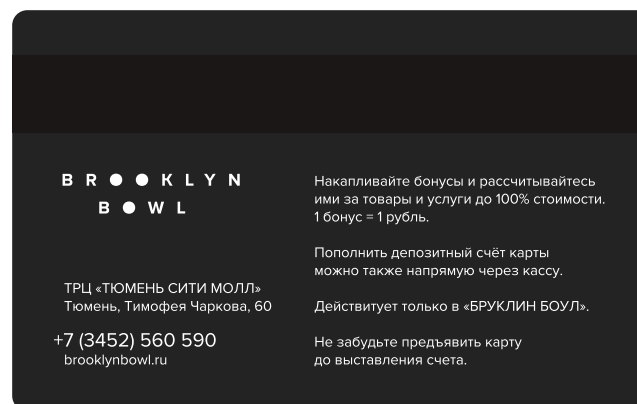 BROOKLYN
BOWL
ТРЦ «ТЮМЕНЬ СИТИ МОЛЛ»
Тюмень, Тимофея Чаркова, 60
+7 (3452) 560 590
brooklynbowl.ru
Накапливайте бонусы и рассчитывайтесь
ими за товары и услуги до 100% стоимости.
1 бонус = 1 рубль.
Пополнить депозитный счёт карты
можно также напрямую через кассу.
Действитует только в «БРУКЛИН БОУЛ».
Не забудьте предъявить карту
до выставления счета.